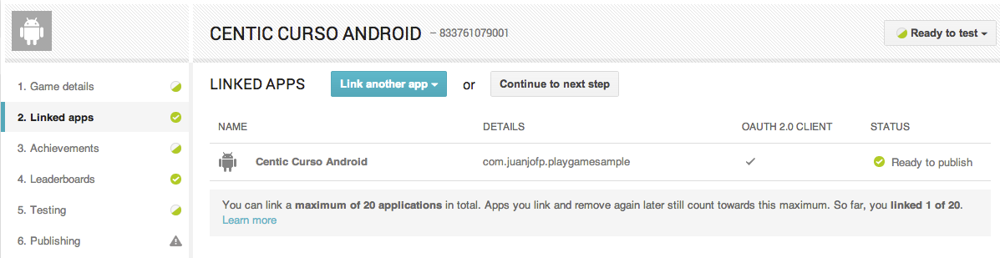 CENTIC CURSO ANDROID – 833761079001
Ready to test
1. Game details
2. Linked apps
3. Achievements
4. Leaderboards
5. Testing
6. Publishing
LINKED APPS Link another app or Continue to next step
NAME DETAILS OAUTH 2.0 CLIENT STATUS
Centic Curso Android com.juanjofp.playgamesample Ready to publish
You can link a maximum of 20 applications in total. Apps you link and remove again later still count towards this maximum. So far, you linked 1 of 20.
Learn more